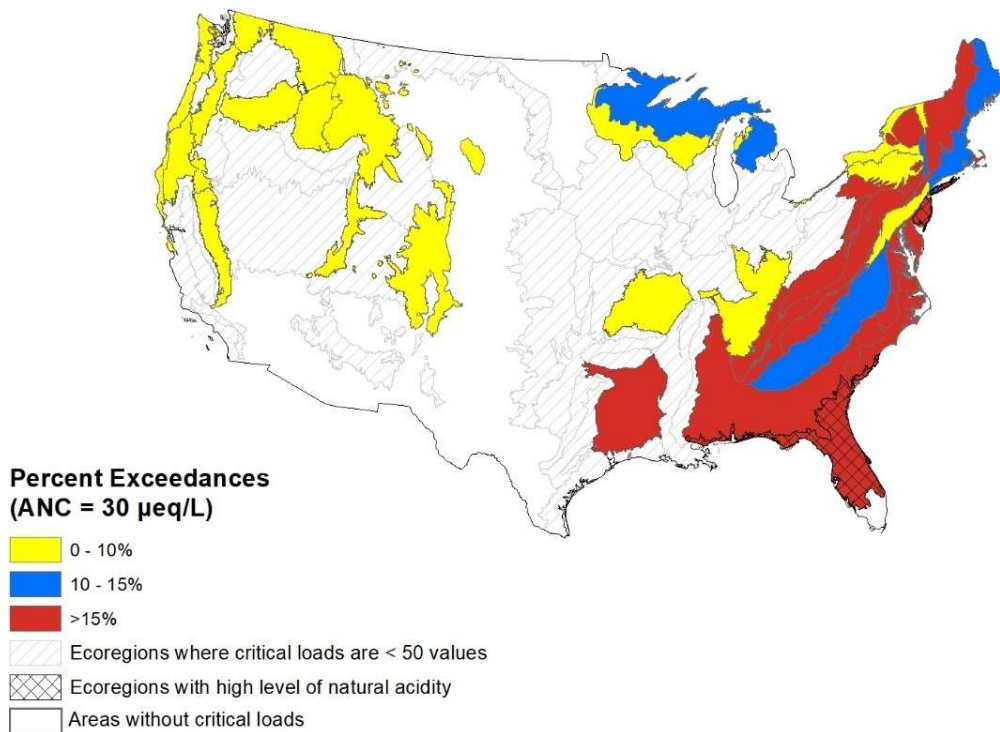 Percent Exceedances
(ANC = 30 µeq/L)
0 - 10%
10 - 15%
>15%
Ecoregions where critical loads are < 50 values
Ecoregions with high level of natural acidity
Areas without critical loads